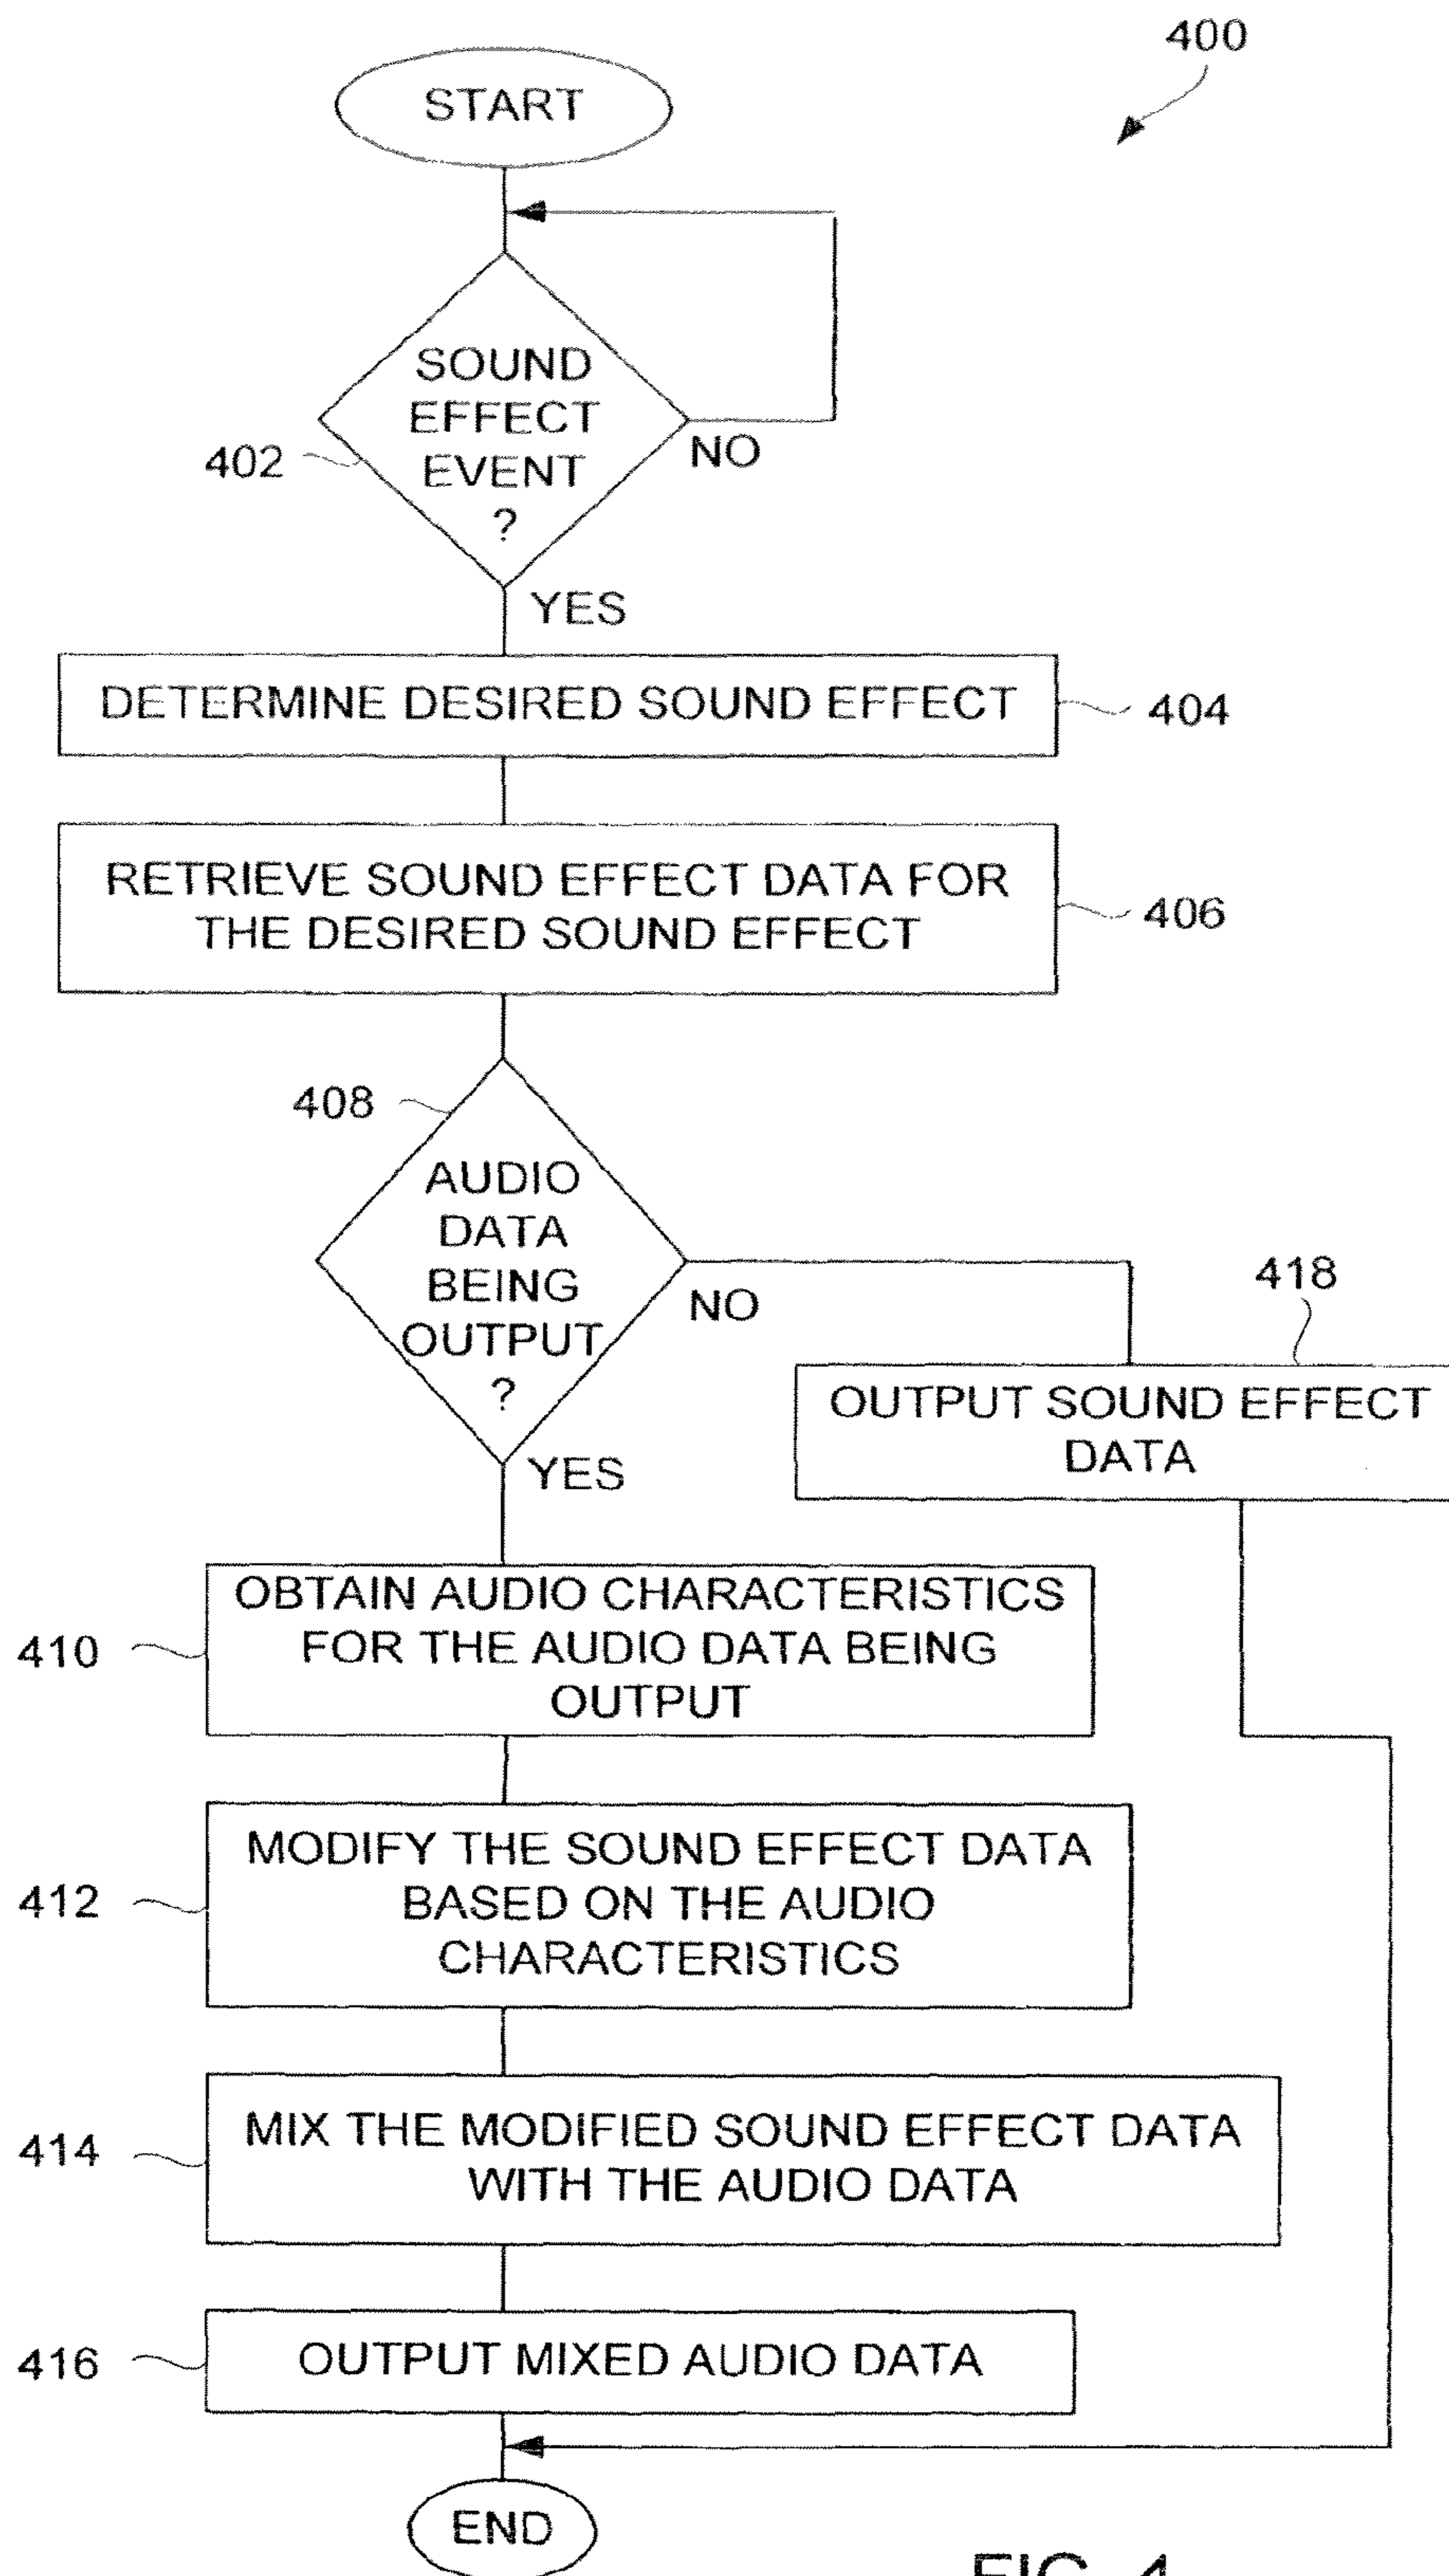 400
START
SOUND
EFFECT
EVENT
?
402
NO
YES
DETERMINE DESIRED SOUND EFFECT
404
RETRIEVE SOUND EFFECT DATA FOR
THE DESIRED SOUND EFFECT
406
408
AUDIO
DATA
BEING
OUTPUT
?
NO
YES
418
OUTPUT SOUND EFFECT
DATA
OBTAIN AUDIO CHARACTERISTICS
FOR THE AUDIO DATA BEING
OUTPUT
410
MODIFY THE SOUND EFFECT DATA
BASED ON THE AUDIO
CHARACTERISTICS
412
MIX THE MODIFIED SOUND EFFECT DATA
WITH THE AUDIO DATA
414
OUTPUT MIXED AUDIO DATA
416
END
FIG. 4